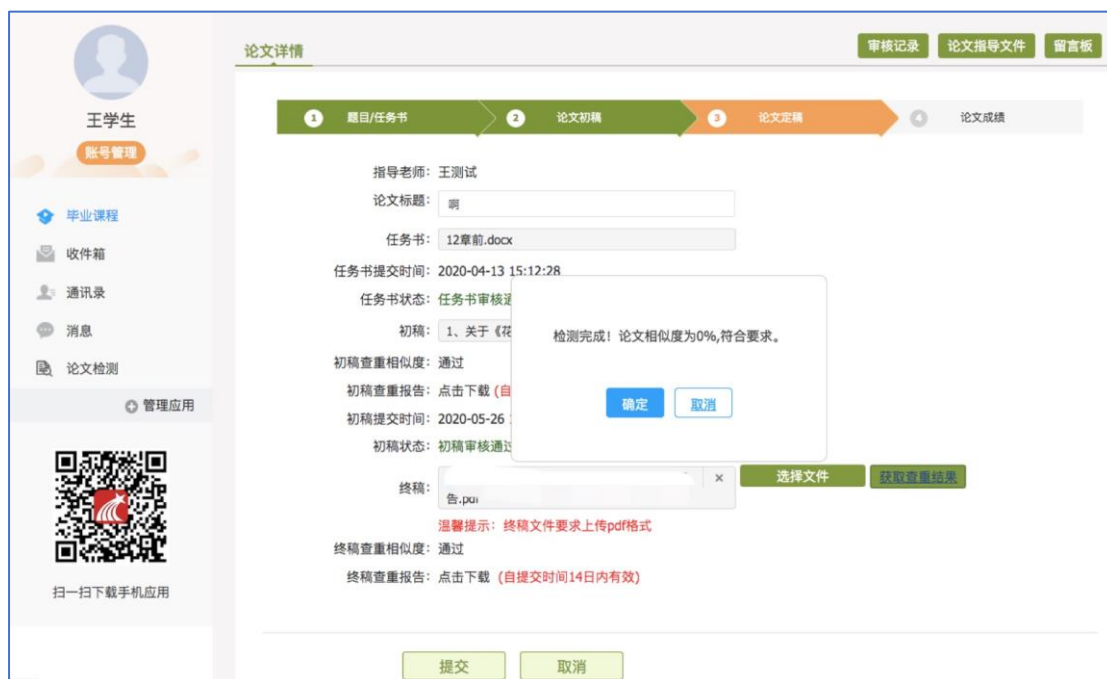 论文详情
审核记录
论文指导文件
留言板
王学生
账号管理
毕业课程
收件箱
通讯录
消息
论文检测
管理应用
扫一扫下载手机应用
1 题目/任务书
2 论文初稿
3 论文定稿
4 论文成绩
指导老师: 王测试
论文标题: 啊
任务书: 12章前.docx
任务书提交时间: 2020-04-13 15:12:28
任务书状态: 任务书审核
初稿: 1、关于《花
初稿查重相似度: 通过
初稿查重报告: 点击下载 (自
初稿提交时间: 2020-05-26
初稿状态: 初稿审核通过
检测完成！论文相似度为0%,符合要求。
确定
取消
终稿:
告.pdf
×
选择文件
获取查重结果
温馨提示：终稿文件要求上传pdf格式
终稿查重相似度: 通过
终稿查重报告: 点击下载 (自提交时间14日内有效)
提交
取消